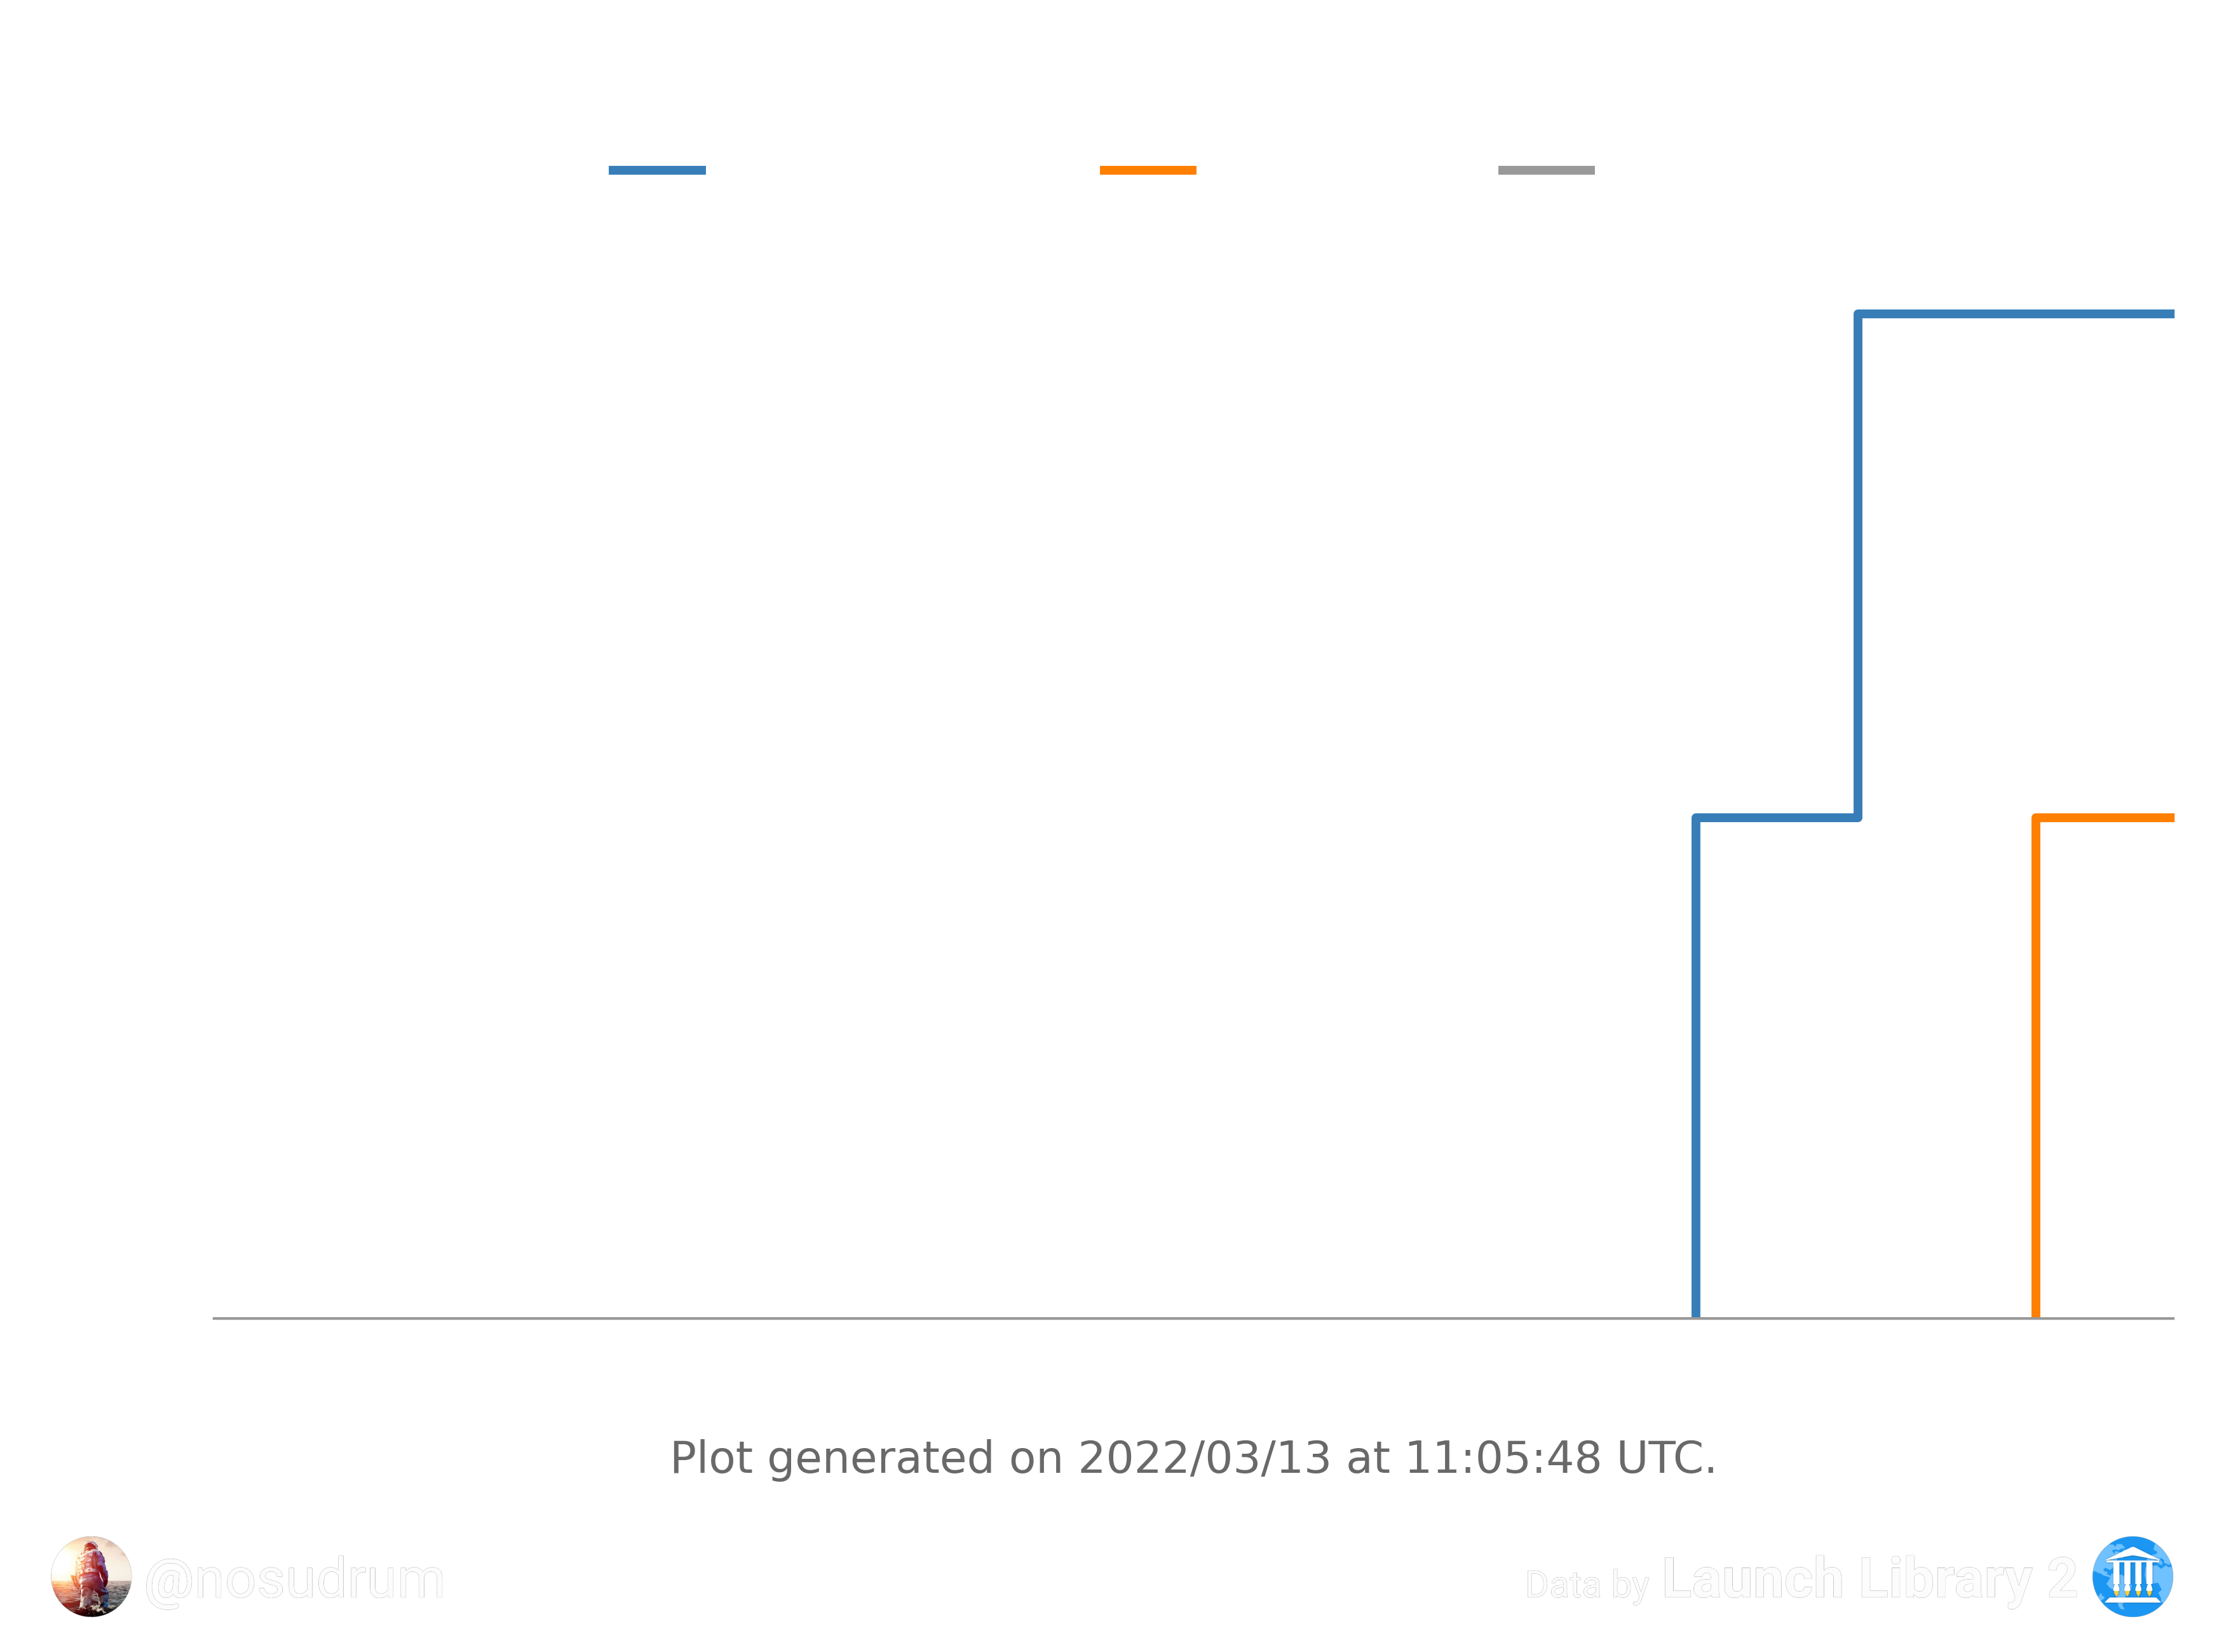 Plot generated on 2022/03/13 at 11:05:48 UTC.
@nosudrum
Data by Launch Library 2